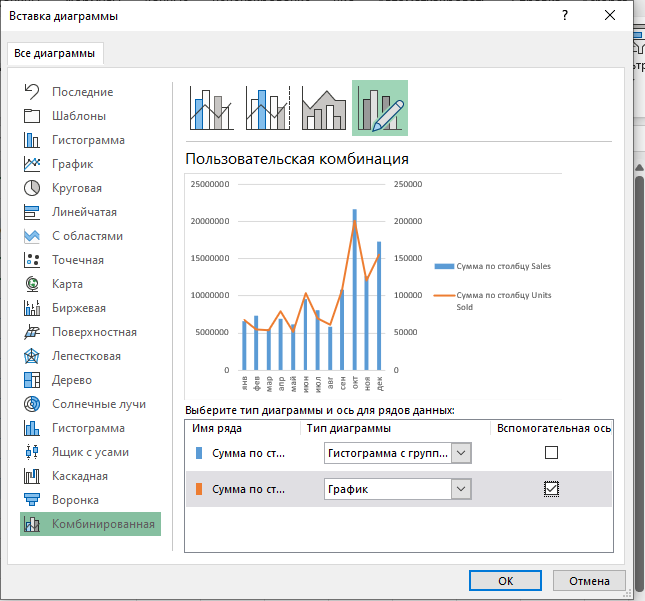 Вставка диаграммы
?
Все диаграммы
Последние
Шаблоны
Гистограмма
График
Круговая
Линейчатая
С областями
Точечная
Карта
Биржевая
Поверхностная
Лепестковая
Дерево
Солнечные лучи
Гистограмма
Ящик с усами
Каскадная
Воронка
Комбинированная
Пользовательская комбинация
25000000
20000000
15000000
10000000
5000000
0
250000
200000
150000
100000
50000
0
янв
фев
мар
апр
май
июн
июл
авг
сен
окт
ноя
дек
Сумма по столбцу Sales
Сумма по столбцу Units
Sold
Выберите тип диаграммы и ось для рядов данных:
Имя ряда Тип диаграммы Вспомогательная ось
Сумма по ст... Гистограмма с групп...
Сумма по ст... График
ОК Отмена